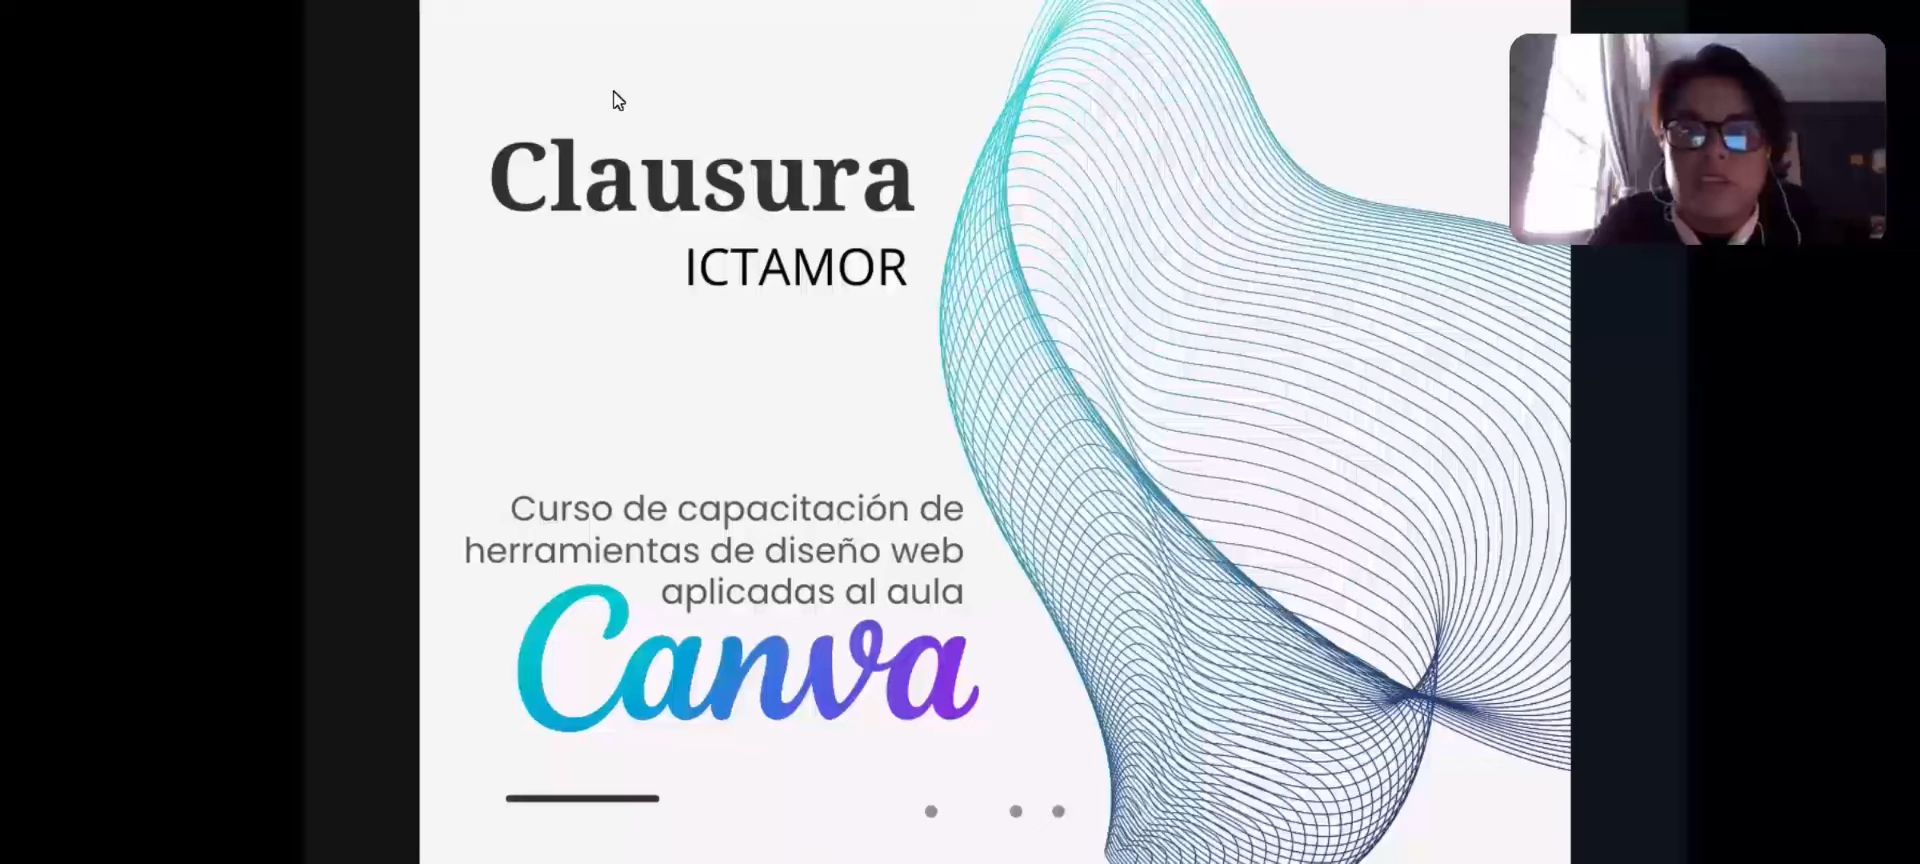 Clausura
ICTAMOR
Curso de capacitación de
herramientas de diseño web
aplicadas al aula
Canva